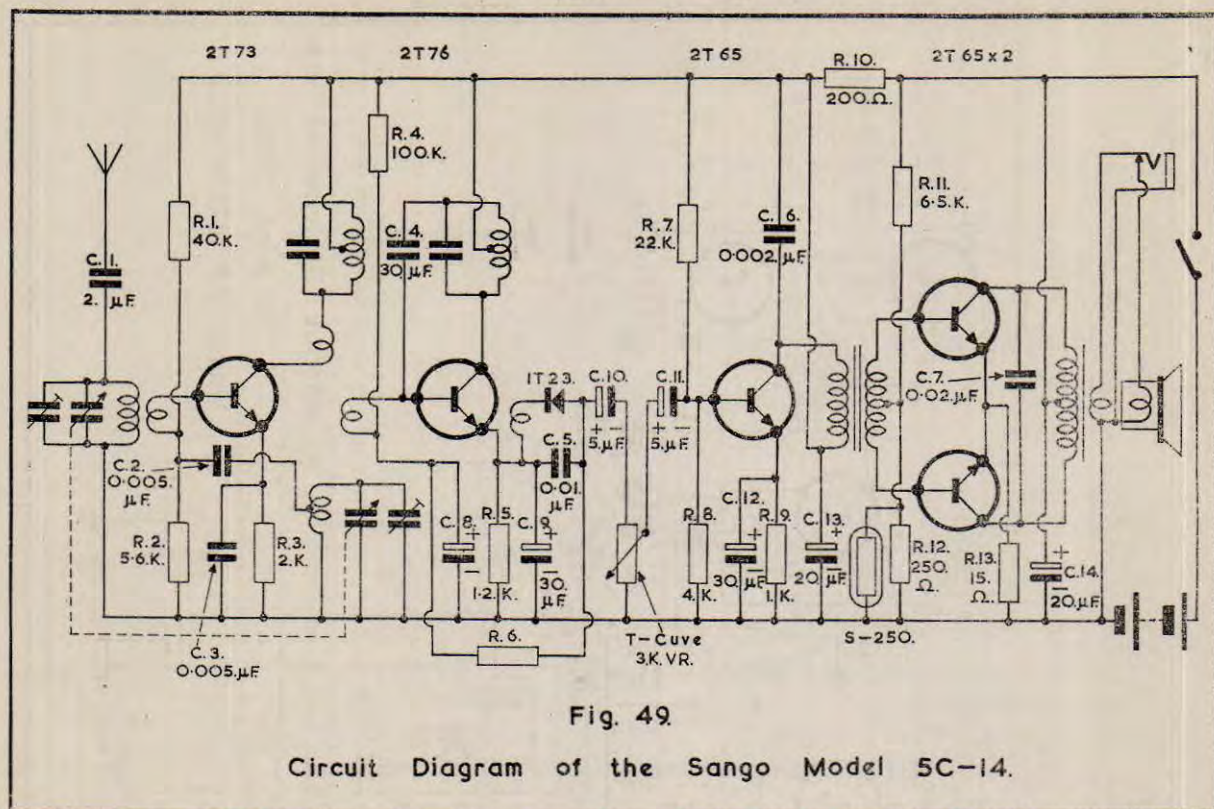 2T73
2T76
2T65
R.10.
200.Ω.
2T 65 x 2
R.4.
100.K.
R.1.
40.K.
C.1.
2. μF.
C.4.
30.μF.
R.7.
22.K.
C.6.
0·002.μF.
R.11.
6·5.K.
1T23.
C.10.
+ -
5.μF.
C.11.
+ -
5.μF.
C.7.
0·02.μF.
C.2.
0·005.
μF.
C.5.
0·01.
μF.
R.2.
5·6K.
R.3.
2.K.
C.8.
+
-
R.5.
1·2.K.
C.9.
+
-
30.
μF.
R.8.
4.K.
C.12.
+
-
30.μF.
R.9.
1.K.
C.13.
+
-
20.μF.
R.12.
250.
Ω.
R.13.
15.
Ω.
+
C.14.
-
20.μF.
C.3.
0·005.μF.
R.6.
T-Cuve
3.K.VR.
S-250.
Fig. 49.
Circuit Diagram of the Sango Model 5C-14.